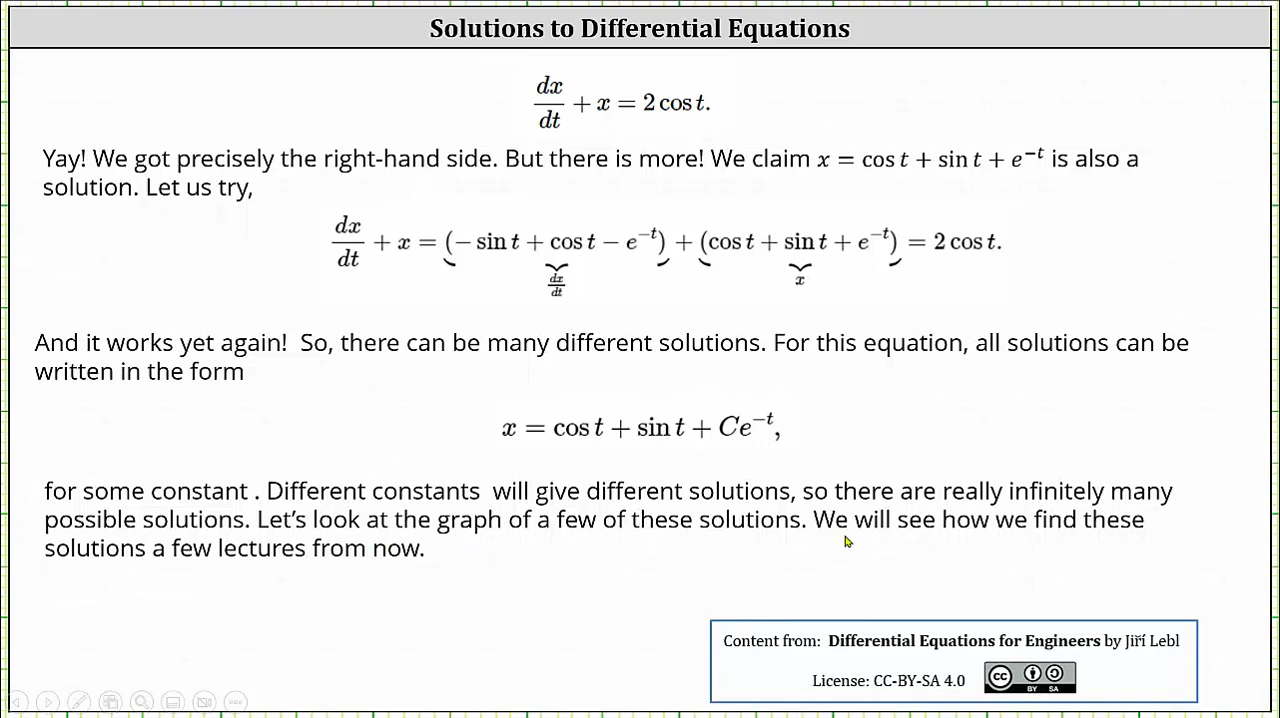 Solutions to Differential Equations
dx/dt + x = 2 cos t.
Yay! We got precisely the right-hand side. But there is more! We claim x = cos t + sin t + e^{−t} is also a
solution. Let us try,
dx/dt + x = (− sin t + cos t − e^{−t}) + (cos t + sin t + e^{−t}) = 2 cos t.
dx/dt x
And it works yet again!  So, there can be many different solutions. For this equation, all solutions can be
written in the form
x = cos t + sin t + Ce^{−t},
for some constant . Different constants  will give different solutions, so there are really infinitely many
possible solutions. Let’s look at the graph of a few of these solutions. We will see how we find these
solutions a few lectures from now.
Content from:  Differential Equations for Engineers by Jiří Lebl
License: CC-BY-SA 4.0
cc
BY SA